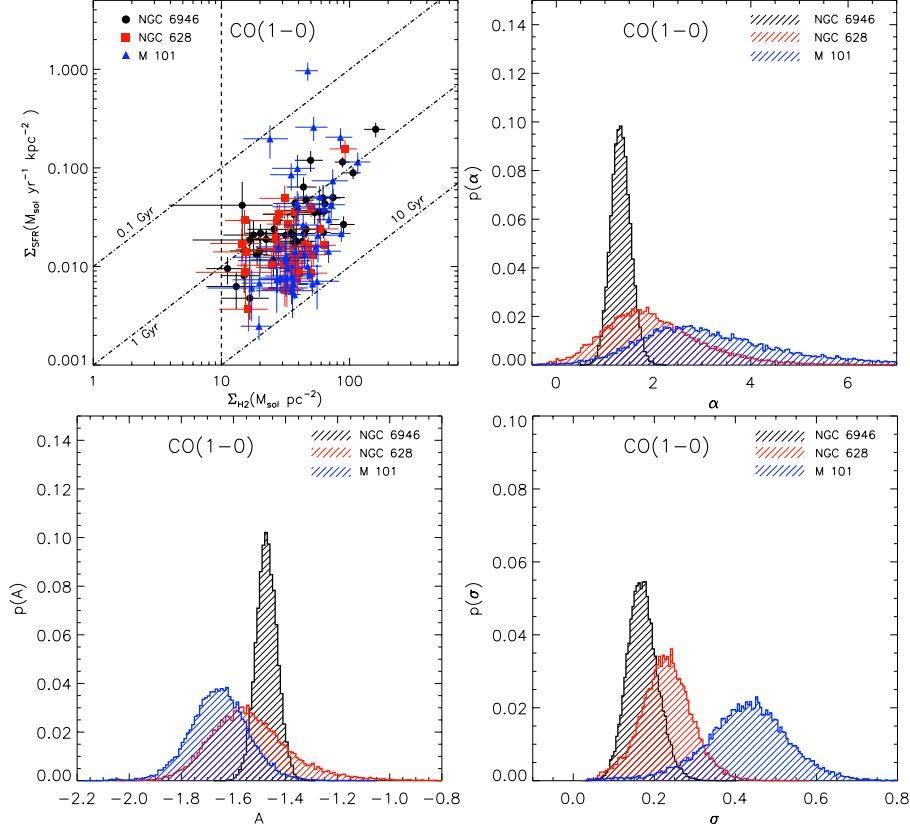 CO(1−0)
NGC 6946
NGC 628
M 101
1.000
0.100
0.010
0.001
Σ_SFR(M_sol yr⁻¹ kpc⁻²)
0.1 Gyr
1 Gyr
10 Gyr
1
10
100
Σ_H2(M_sol pc⁻²)
CO(1−0)
NGC 6946
NGC 628
M 101
0.14
0.12
0.10
0.08
0.06
0.04
0.02
0.00
p(α)
0
2
4
6
α
CO(1−0)
NGC 6946
NGC 628
M 101
0.14
0.12
0.10
0.08
0.06
0.04
0.02
0.00
p(A)
−2.2
−2.0
−1.8
−1.6
−1.4
−1.2
−1.0
−0.8
A
CO(1−0)
NGC 6946
NGC 628
M 101
0.10
0.08
0.06
0.04
0.02
0.00
p(σ)
0.0
0.2
0.4
0.6
0.8
σ